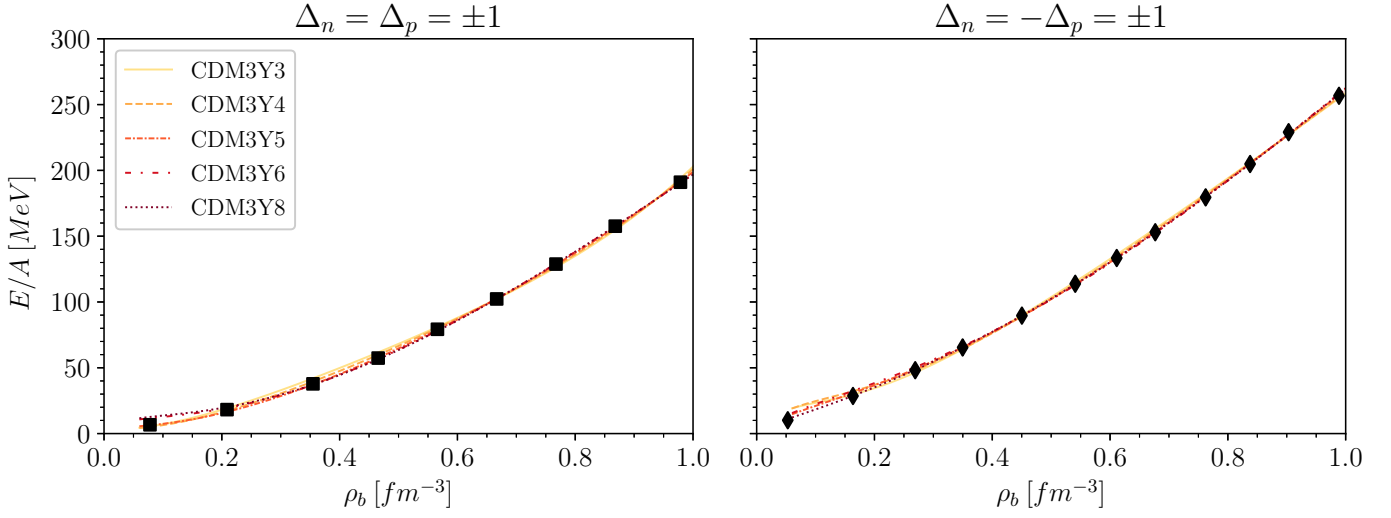 Δₙ = Δₚ = ±1
Δₙ = −Δₚ = ±1
300
250
200
150
100
50
0
E/A [MeV]
CDM3Y3
CDM3Y4
CDM3Y5
CDM3Y6
CDM3Y8
0.0 0.2 0.4 0.6 0.8 1.0
0.0 0.2 0.4 0.6 0.8 1.0
ρ_b [fm⁻³]
ρ_b [fm⁻³]